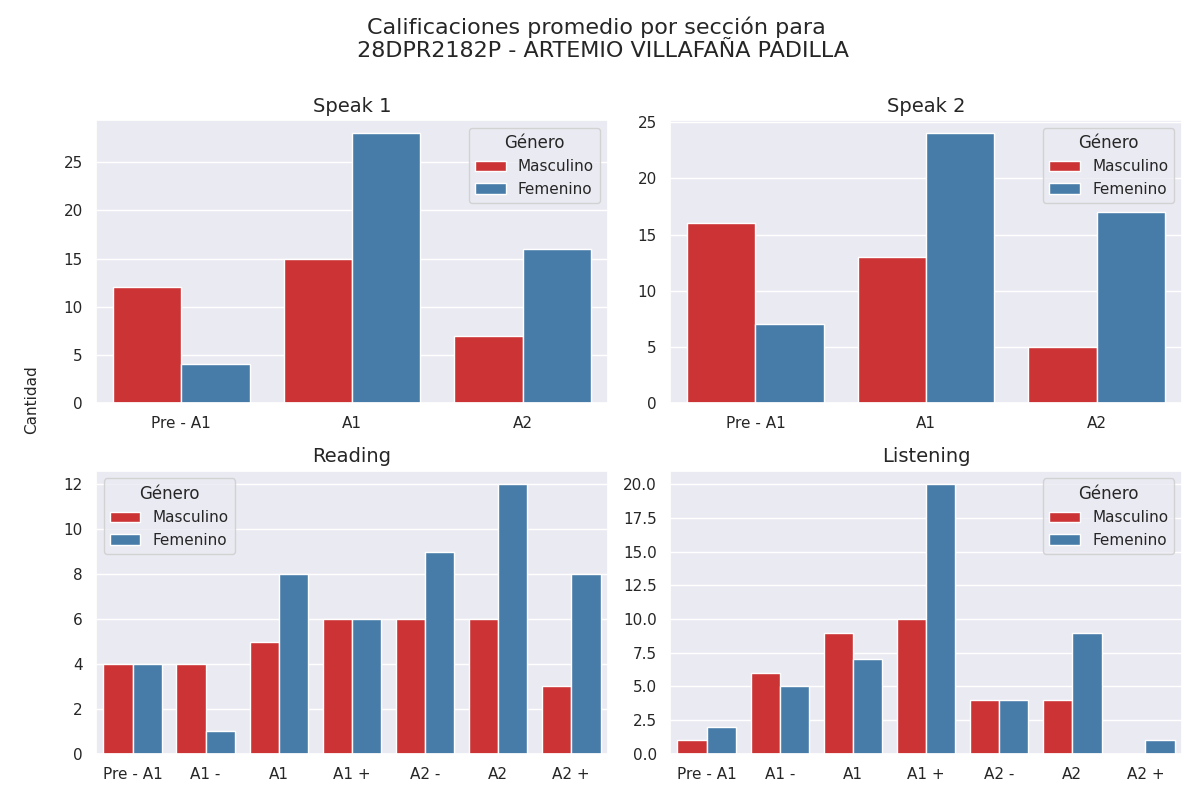 Calificaciones promedio por sección para
28DPR2182P - ARTEMIO VILLAFAÑA PADILLA
Cantidad
Speak 1
25
20
15
10
5
0
Pre - A1 A1 A2
Género
Masculino
Femenino
Speak 2
25
20
15
10
5
0
Pre - A1 A1 A2
Género
Masculino
Femenino
Reading
12
10
8
6
4
2
0
Pre - A1 A1 - A1 A1 + A2 - A2 A2 +
Género
Masculino
Femenino
Listening
20.0
17.5
15.0
12.5
10.0
7.5
5.0
2.5
0.0
Pre - A1 A1 - A1 A1 + A2 - A2 A2 +
Género
Masculino
Femenino